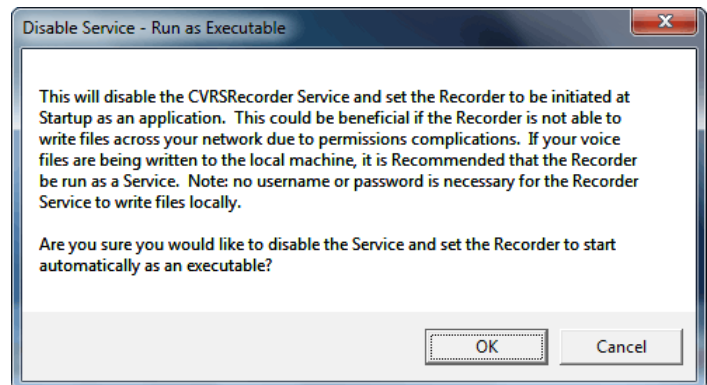 Disable Service - Run as Executable
This will disable the CVRSRecorder Service and set the Recorder to be initiated at
Startup as an application.  This could be beneficial if the Recorder is not able to
write files across your network due to permissions complications.  If your voice
files are being written to the local machine, it is Recommended that the Recorder
be run as a Service.  Note: no username or password is necessary for the Recorder
Service to write files locally.
Are you sure you would like to disable the Service and set the Recorder to start
automatically as an executable?
OK
Cancel